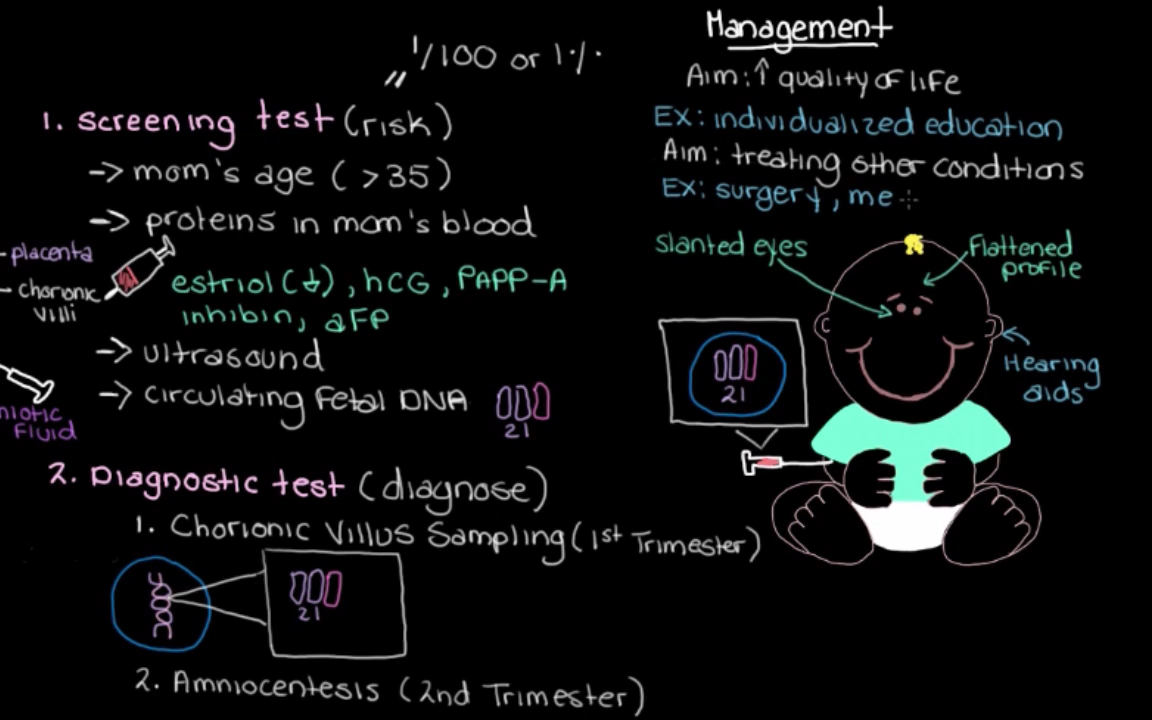 1/100 or 1%
1. Screening test (risk)
→ mom's age ( >35)
→ proteins in mom's blood
placenta
chorionic
villi
estriol (↓), hCG, PAPP-A
inhibin, aFP
→ ultrasound
→ circulating Fetal DNA
21
niotic
Fluid
2. Diagnostic test (diagnose)
1. Chorionic Villus Sampling (1st Trimester)
21
2. Amniocentesis (2nd Trimester)
Management
Aim: ↑ quality of life
Ex: individualized education
Aim: treating other conditions
Ex: surgery, me
Slanted eyes
Flattened
profile
Hearing
aids
21